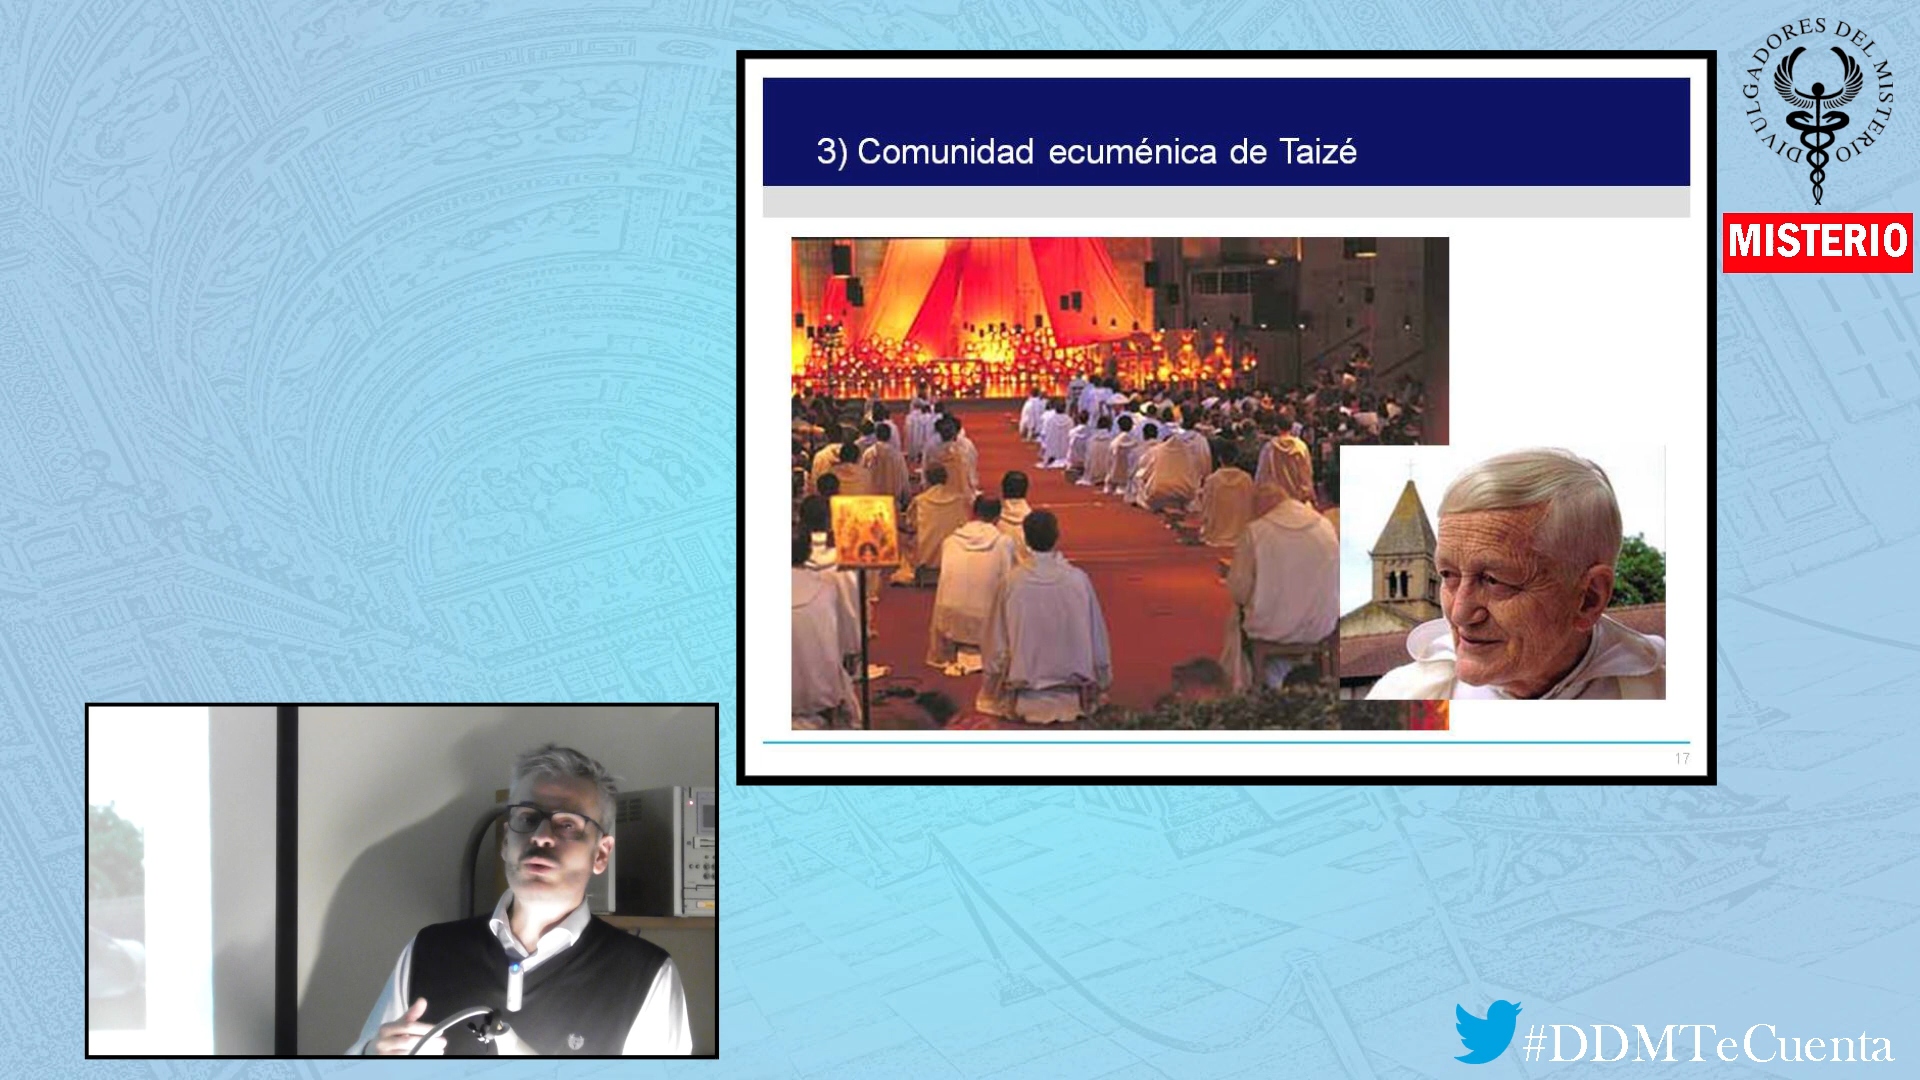 3) Comunidad ecuménica de Taizé
17
DIVULGADORES DEL MISTERIO
MISTERIO
#DDMTeCuenta